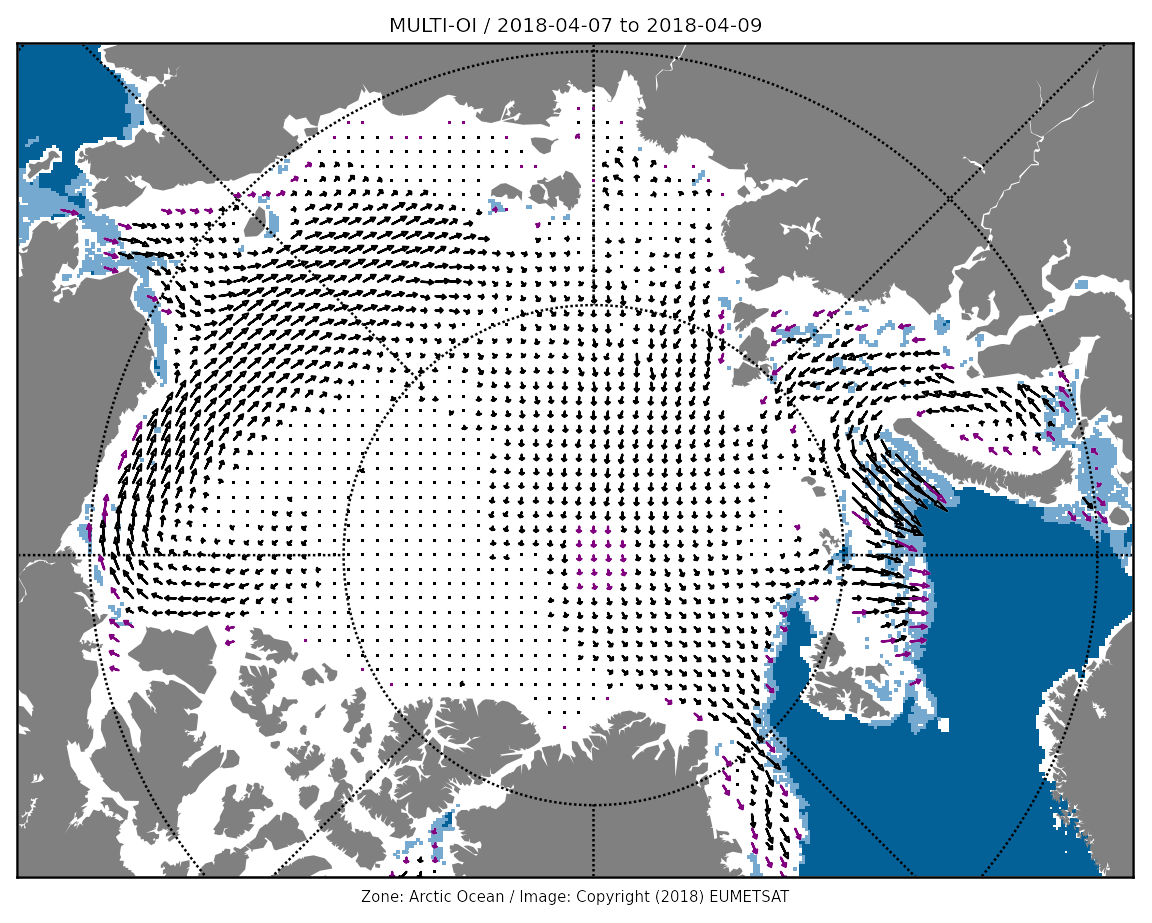 MULTI-OI / 2018-04-07 to 2018-04-09
Zone: Arctic Ocean / Image: Copyright (2018) EUMETSAT